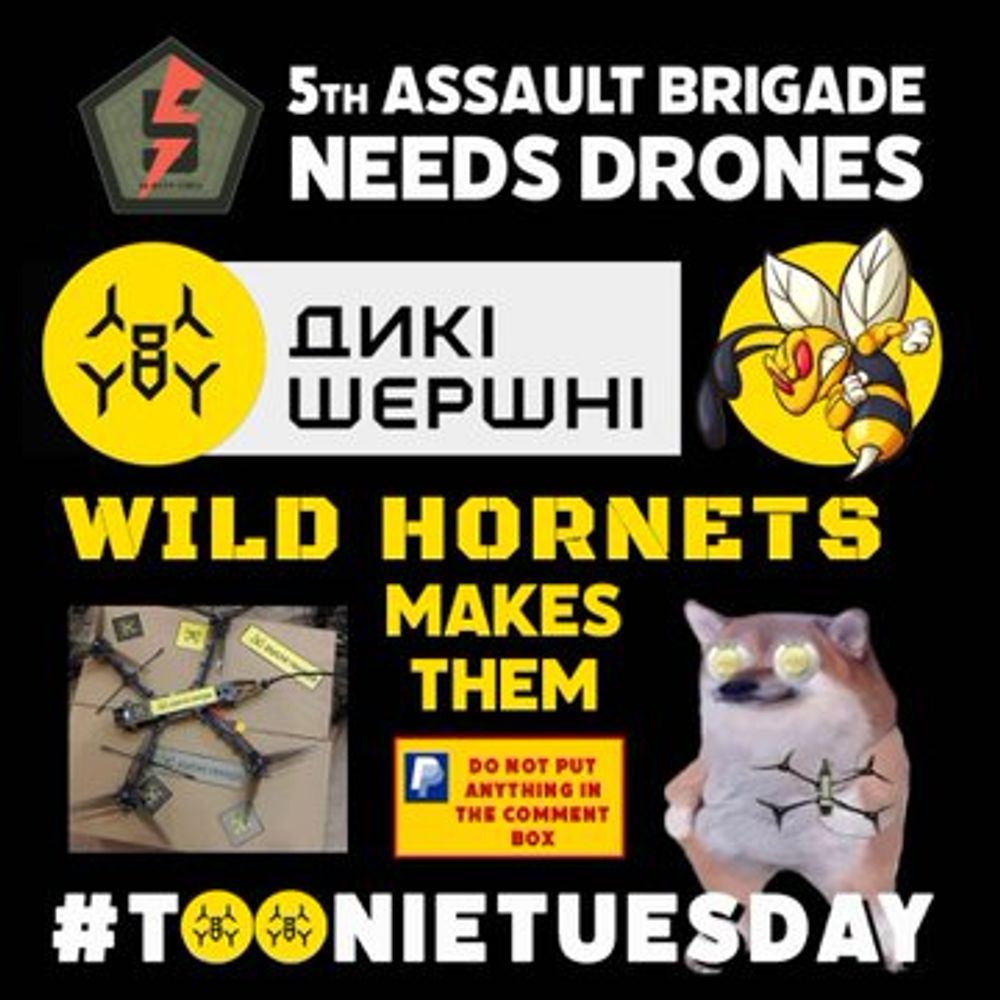 5TH ASSAULT BRIGADE
NEEDS DRONES
ДИКІ
ШЕРШНІ
WILD HORNETS
MAKES
THEM
DO NOT PUT
ANYTHING IN
THE COMMENT
BOX
#TOONIETUESDAY